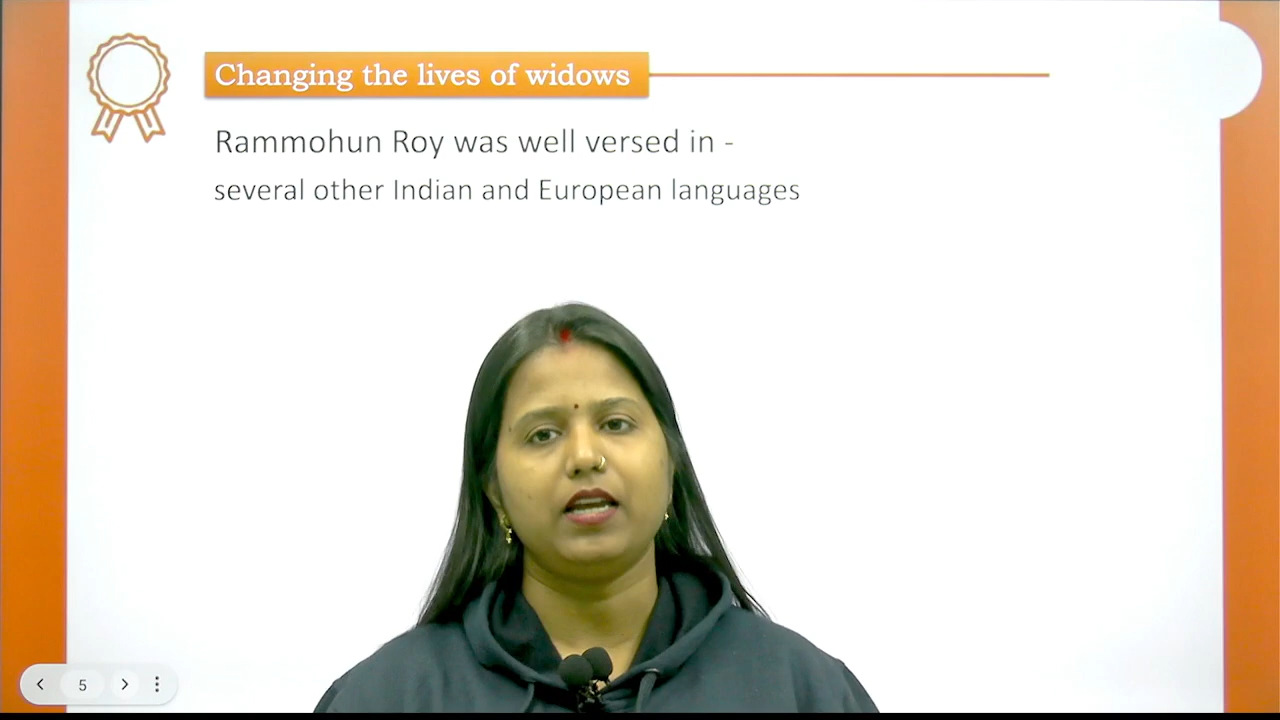 Changing the lives of widows
Rammohun Roy was well versed in -
several other Indian and European languages
5